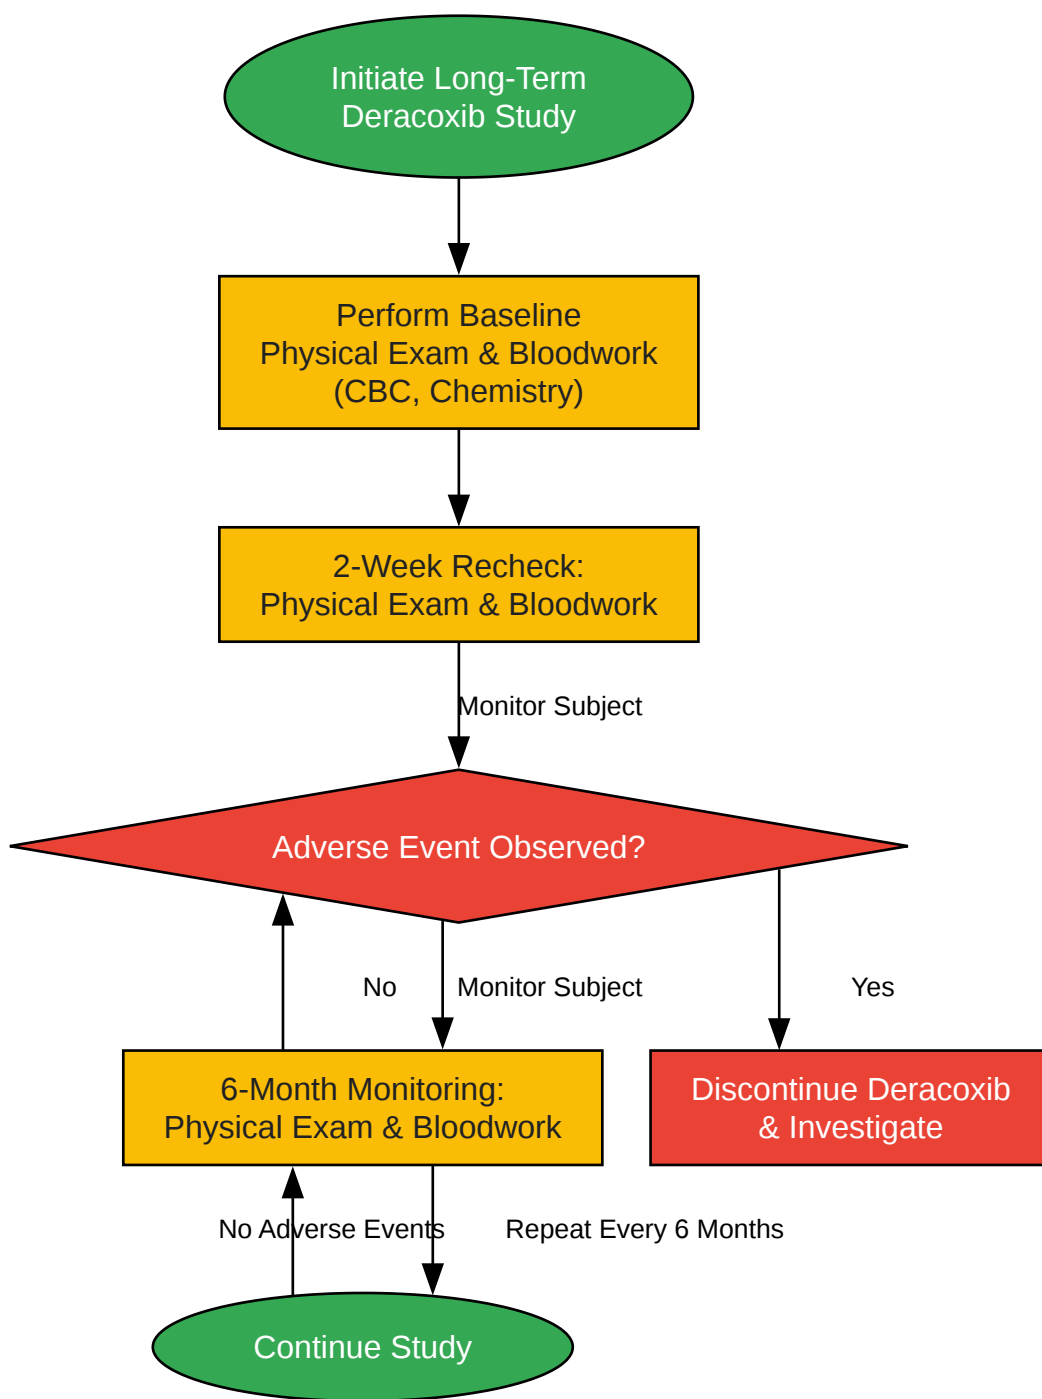 Initiate Long-Term
Deracoxib Study
Perform Baseline
Physical Exam & Bloodwork
(CBC, Chemistry)
2-Week Recheck:
Physical Exam & Bloodwork
Monitor Subject
Adverse Event Observed?
No
Monitor Subject
Yes
6-Month Monitoring:
Physical Exam & Bloodwork
Discontinue Deracoxib
& Investigate
No Adverse Events
Repeat Every 6 Months
Continue Study